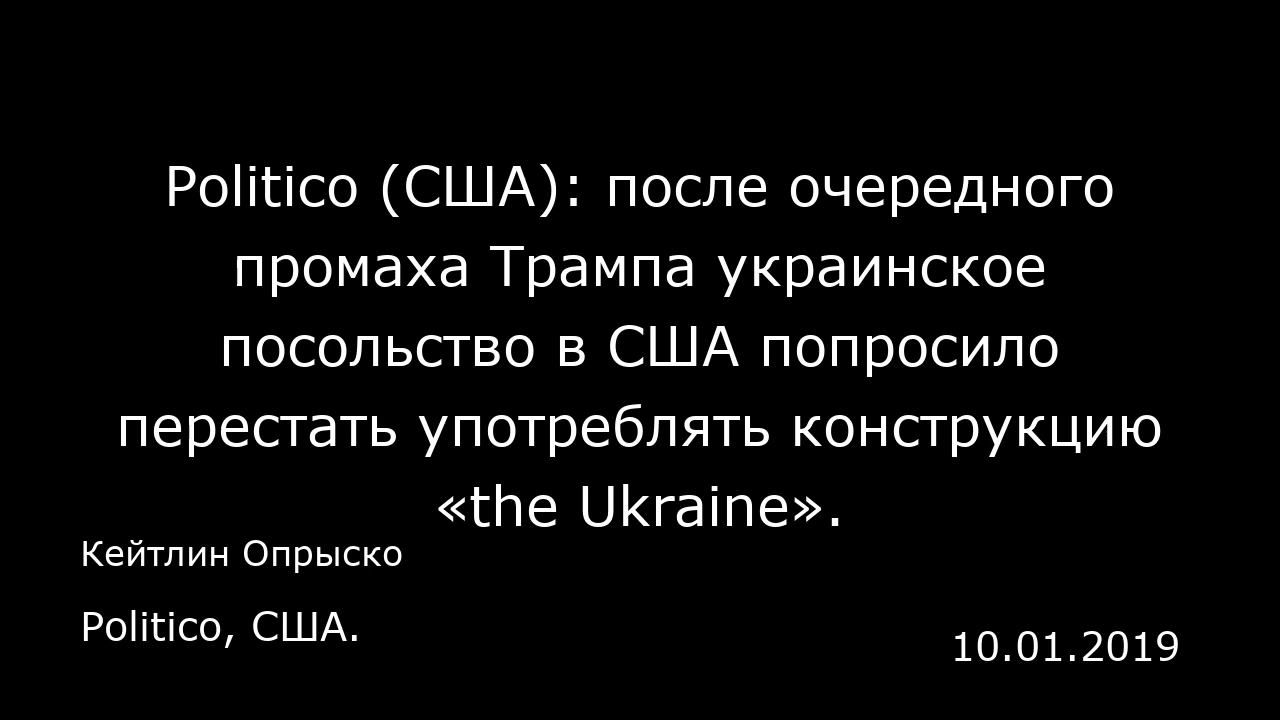 Politico (США): после очередного
промаха Трампа украинское
посольство в США попросило
перестать употреблять конструкцию
«the Ukraine».
Кейтлин Опрыско
Politico, США.
10.01.2019